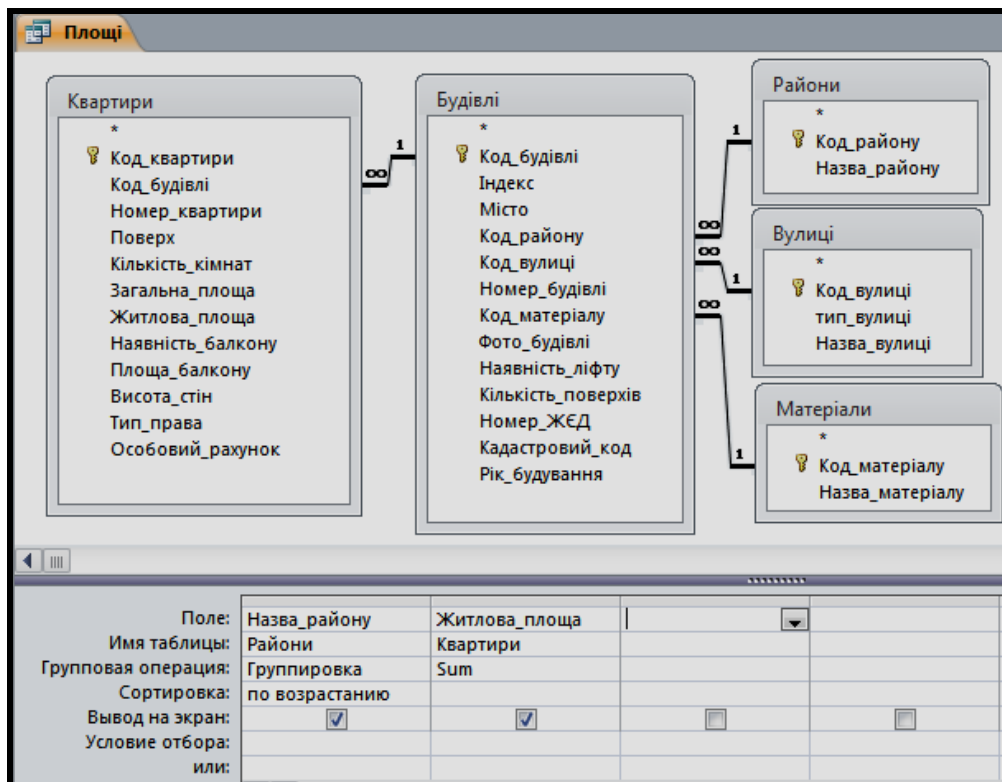 Площі
Квартири
*
Код_квартири
Код_будівлі
Номер_квартири
Поверх
Кількість_кімнат
Загальна_площа
Житлова_площа
Наявність_балкону
Площа_балкону
Висота_стін
Тип_права
Особовий_рахунок
∞
1
Будівлі
*
Код_будівлі
Індекс
Місто
Код_району
Код_вулиці
Номер_будівлі
Код_матеріалу
Фото_будівлі
Наявність_ліфту
Кількість_поверхів
Номер_ЖЄД
Кадастровий_код
Рік_будування
∞
1
∞
1
∞
1
Райони
*
Код_району
Назва_району
Вулиці
*
Код_вулиці
тип_вулиці
Назва_вулиці
Матеріали
*
Код_матеріалу
Назва_матеріалу
Поле: Назва_району Житлова_площа
Имя таблицы: Райони Квартири
Групповая операция: Группировка Sum
Сортировка: по возрастанию
Вывод на экран:
Условие отбора:
или: